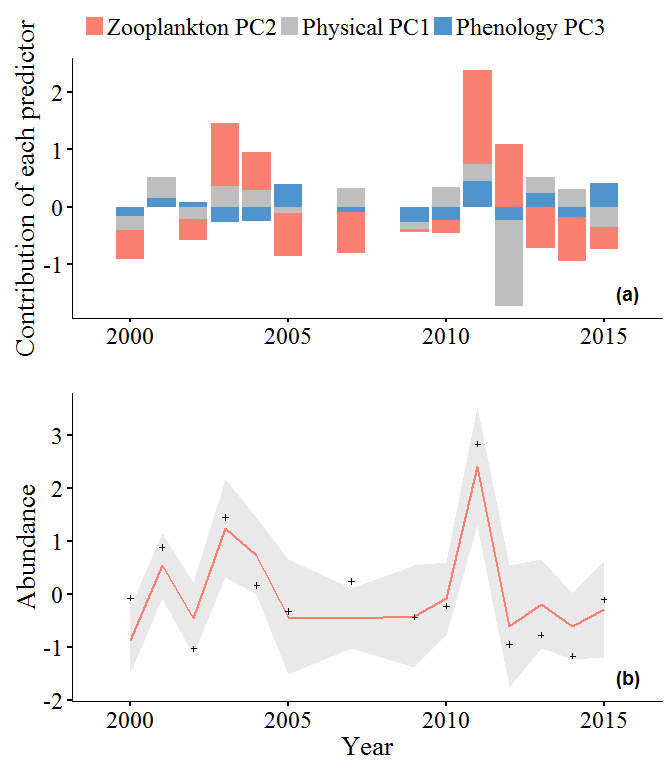 Zooplankton PC2 Physical PC1 Phenology PC3
Contribution of each predictor
2
1
0
-1
(a)
2000 2005 2010 2015
Abundance
3
2
1
0
-1
-2
(b)
2000 2005 2010 2015
Year